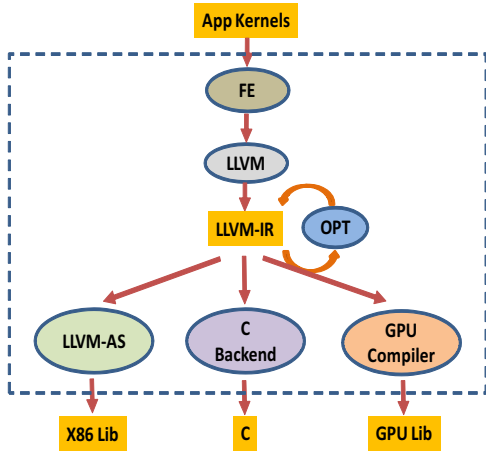 App Kernels
FE
LLVM
LLVM-IR
OPT
LLVM-AS
C
Backend
GPU
Compiler
X86 Lib
C
GPU Lib